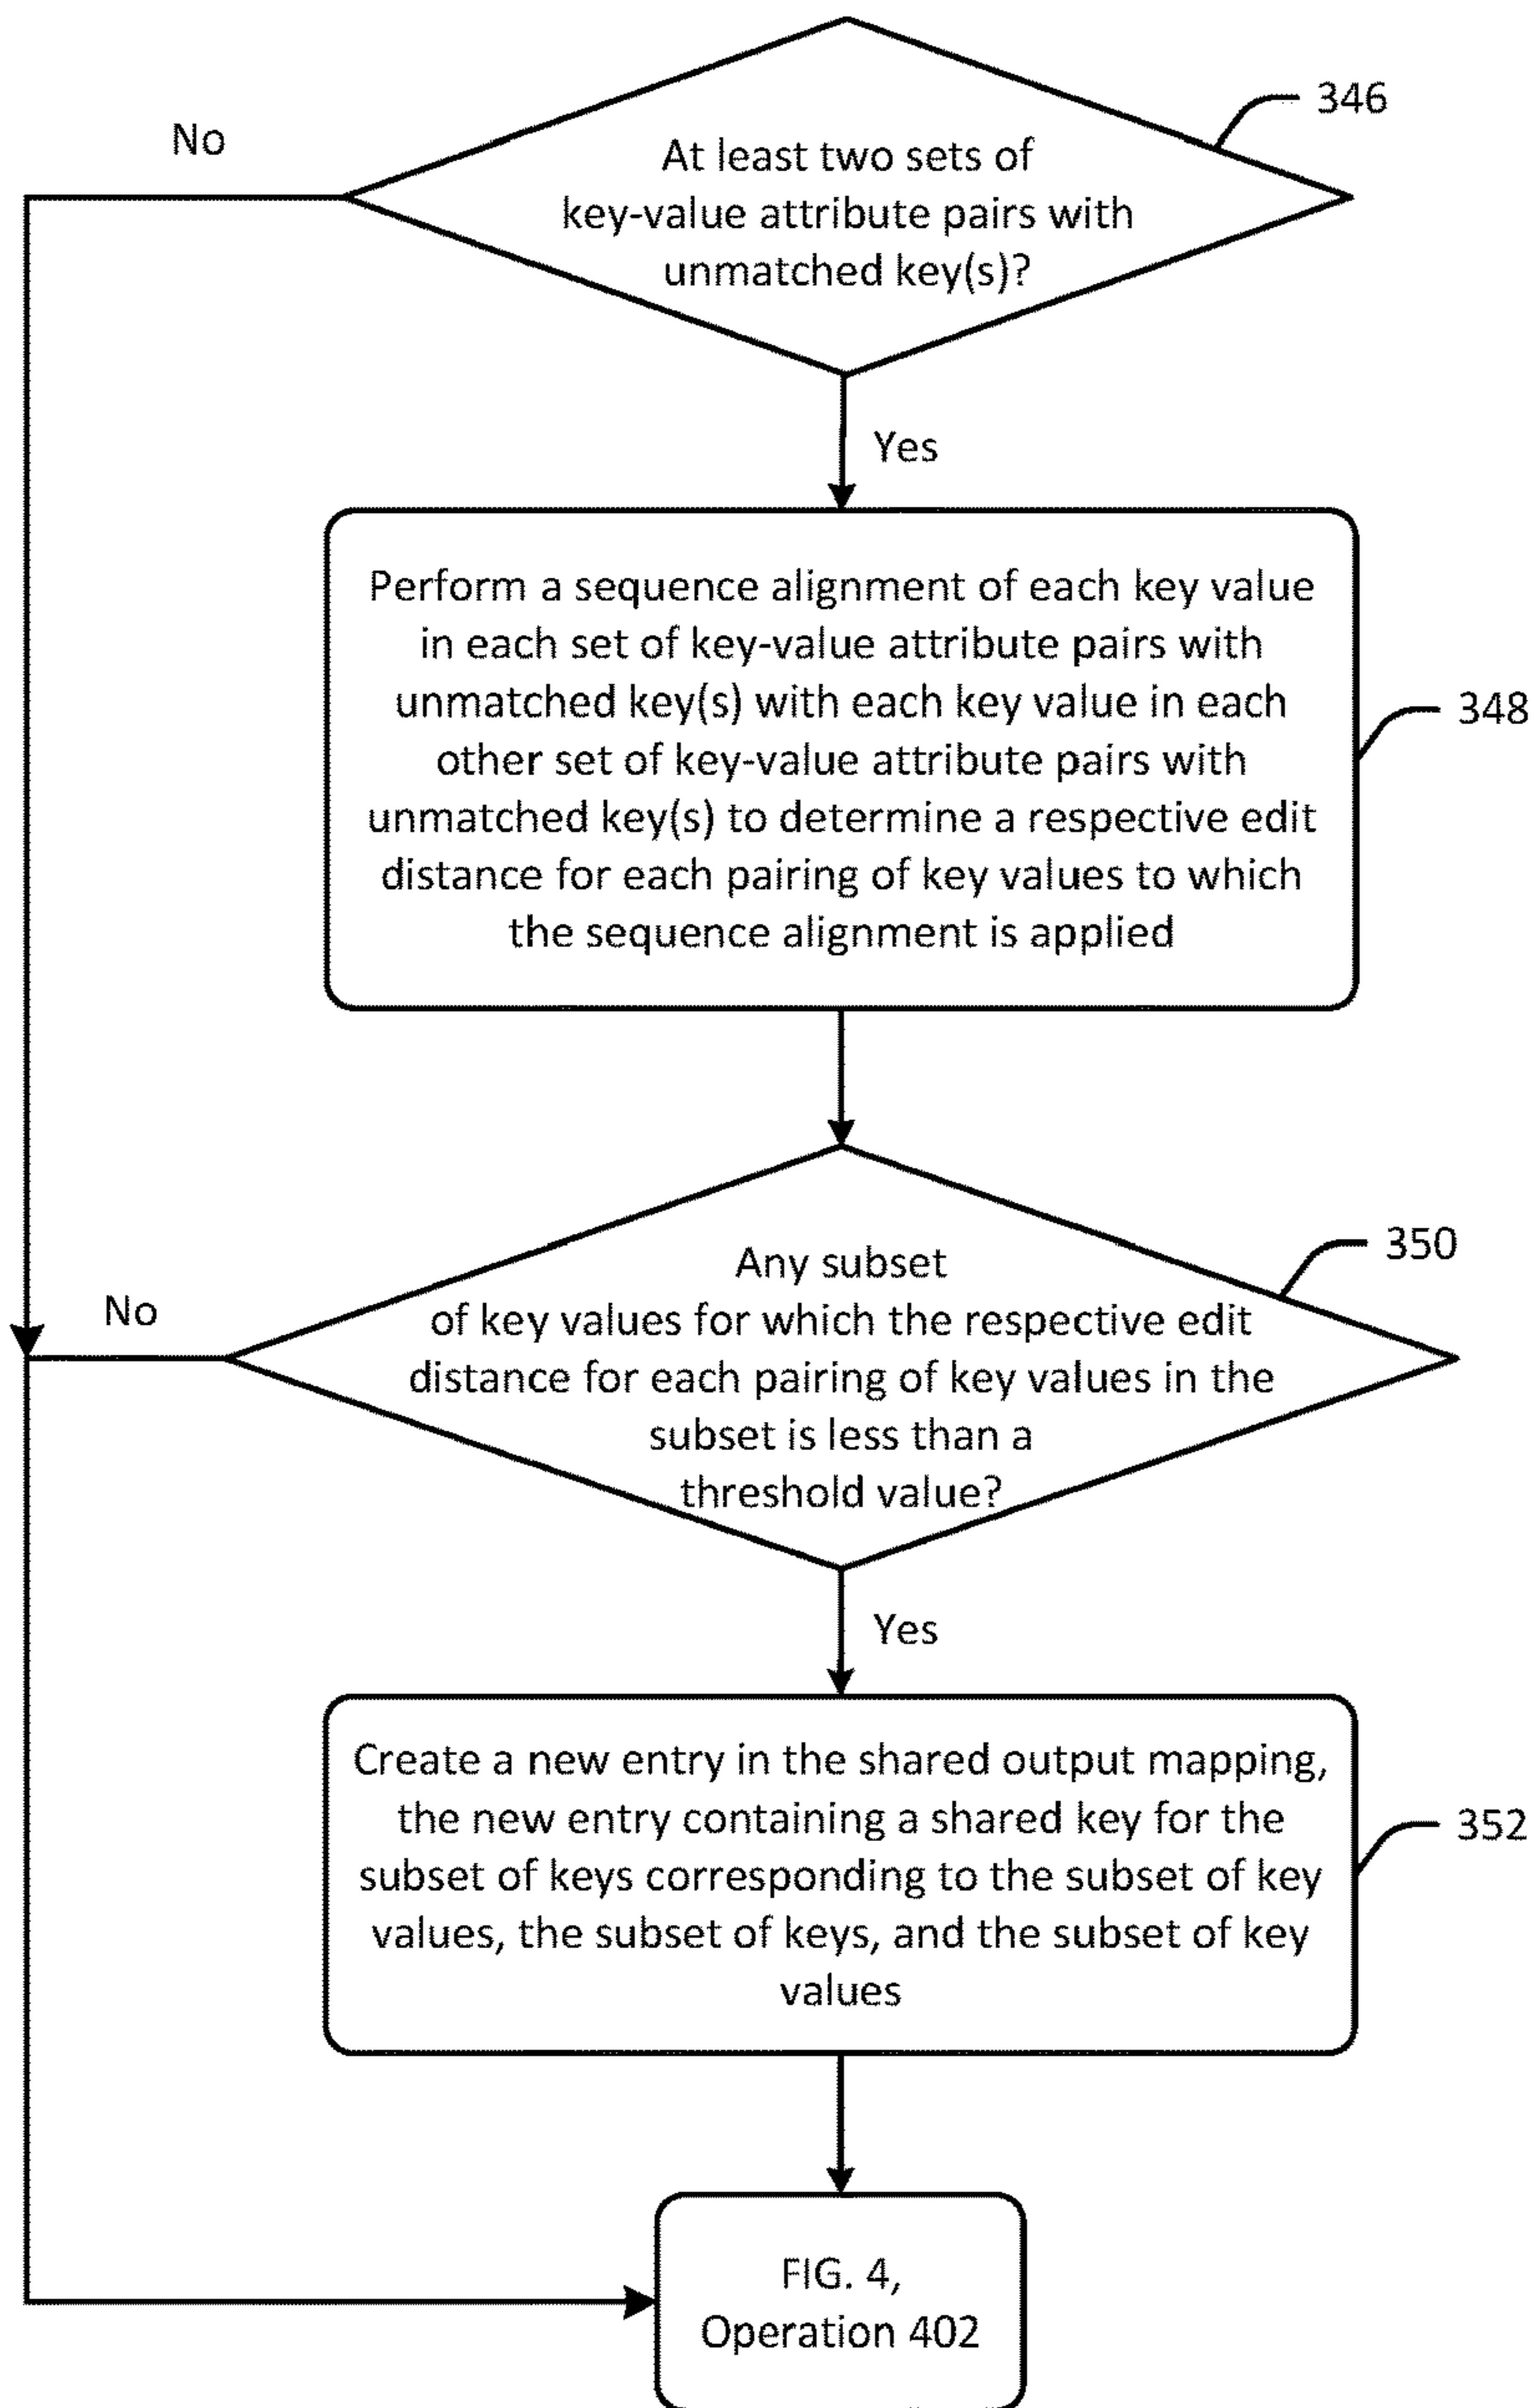 346
No
At least two sets of
key-value attribute pairs with
unmatched key(s)?
Yes
Perform a sequence alignment of each key value
in each set of key-value attribute pairs with
unmatched key(s) with each key value in each
other set of key-value attribute pairs with
unmatched key(s) to determine a respective edit
distance for each pairing of key values to which
the sequence alignment is applied
348
350
No
Any subset
of key values for which the respective edit
distance for each pairing of key values in the
subset is less than a
threshold value?
Yes
Create a new entry in the shared output mapping,
the new entry containing a shared key for the
subset of keys corresponding to the subset of key
values, the subset of keys, and the subset of key
values
352
FIG. 4,
Operation 402